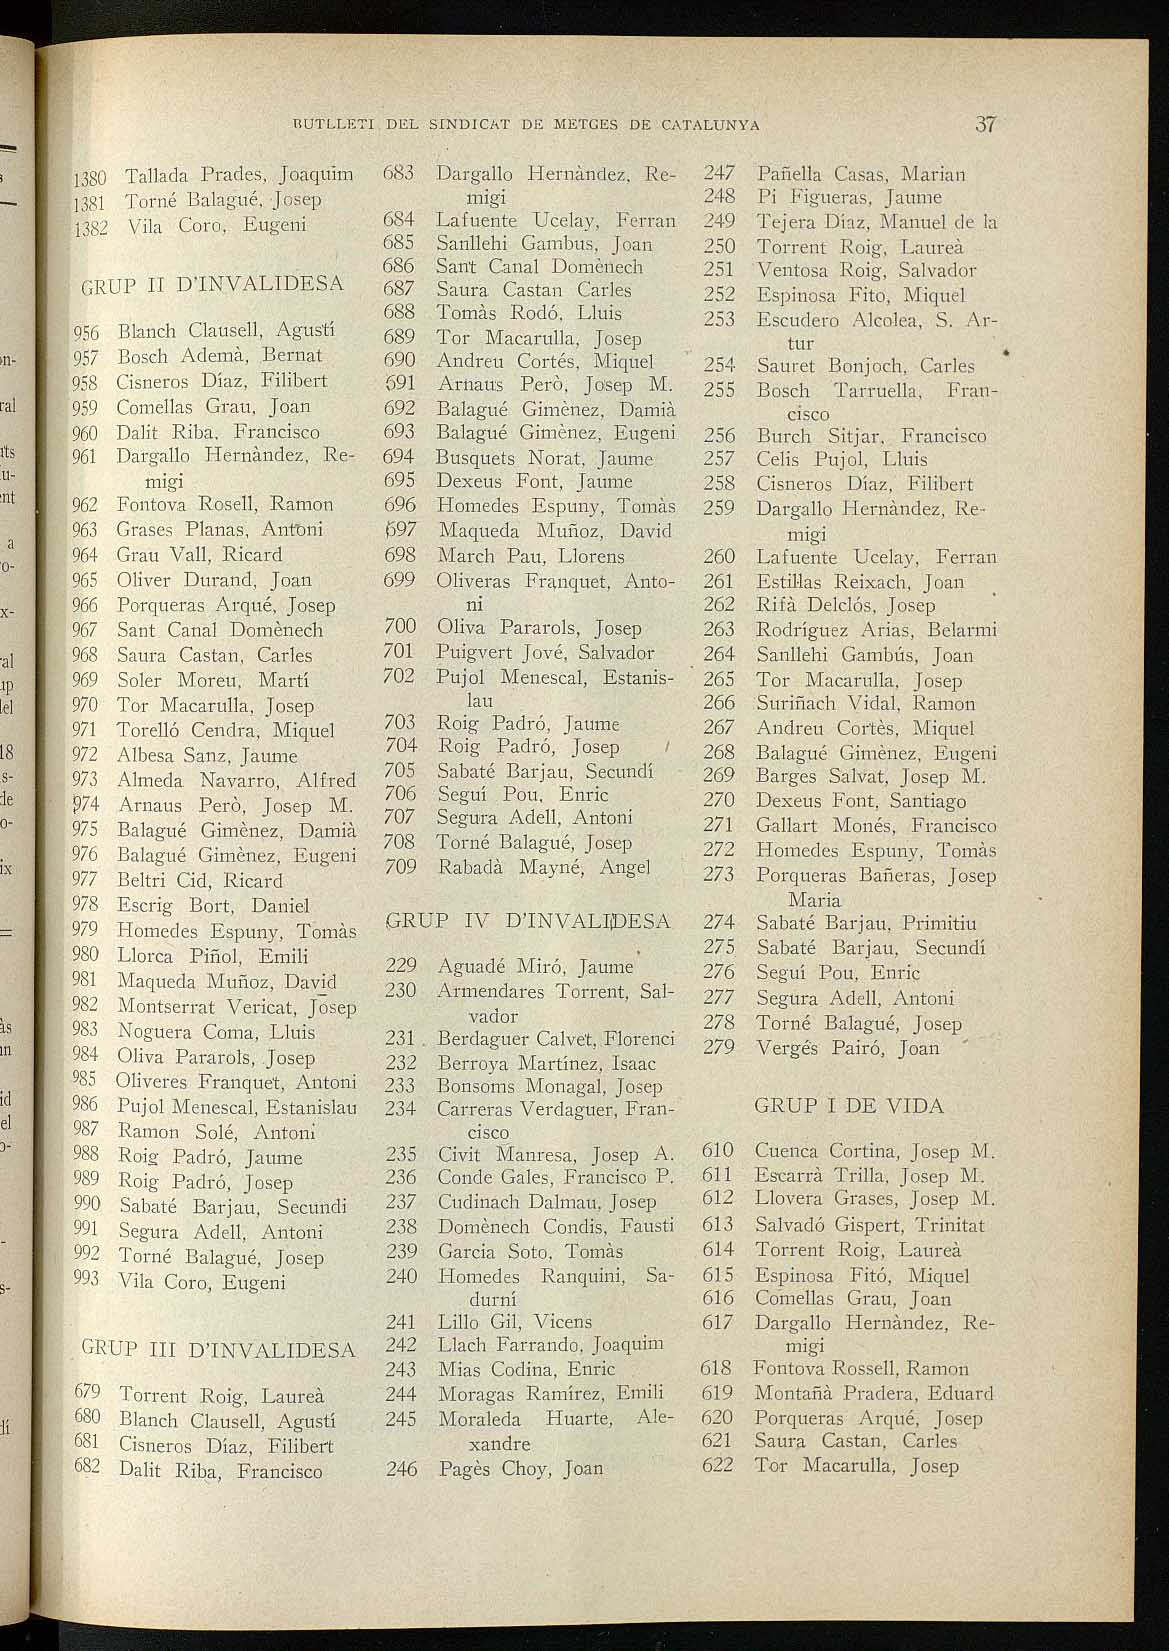 BUTLLETI DEL SINDICAT DE METGES DE CATALUNYA 37
1380 Tallada Prades, Joaquim
1381 Torné Balagué, Josep
1382 Vila Coro, Eugeni
GRUP II D'INVALIDESA
956 Blanch Clausell, Agustí
957 Bosch Ademà, Bernat
958 Cisneros Díaz, Filibert
959 Comellas Grau, Joan
960 Dalit Riba, Francisco
961 Dargallo Hernàndez, Re-
migi
962 Fontova Rosell, Ramon
963 Grases Planas, Antoni
964 Grau Vall, Ricard
965 Oliver Durand, Joan
966 Porqueras Arqué, Josep
967 Sant Canal Domènech
968 Saura Castan, Carles
969 Soler Moreu, Martí
970 Tor Macarulla, Josep
971 Torelló Cendra, Miquel
972 Albesa Sanz, Jaume
973 Almeda Navarro, Alfred
974 Arnaus Però, Josep M.
975 Balagué Gimènez, Damià
976 Balagué Gimènez, Eugeni
977 Beltri Cid, Ricard
978 Escrig Bort, Daniel
979 Homedes Espuny, Tomàs
980 Llorca Piñol, Emili
981 Maqueda Muñoz, David
982 Montserrat Vericat, Josep
983 Noguera Coma, Lluis
984 Oliva Pararols, Josep
985 Oliveres Franquet, Antoni
986 Pujol Menescal, Estanislau
987 Ramon Solé, Antoni
988 Roig Padró, Jaume
989 Roig Padró, Josep
990 Sabaté Barjau, Secundi
991 Segura Adell, Antoni
992 Torné Balagué, Josep
993 Vila Coro, Eugeni
GRUP III D'INVALIDESA
679 Torrent Roig, Laureà
680 Blanch Clausell, Agustí
681 Cisneros Díaz, Filibert
682 Dalit Riba, Francisco
683 Dargallo Hernàndez, Re-
migi
684 Lafuente Ucelay, Ferran
685 Sanllehi Gambus, Joan
686 Sant Canal Domènech
687 Saura Castan Carles
688 Tomàs Rodó, Lluis
689 Tor Macarulla, Josep
690 Andreu Cortés, Miquel
691 Arnaus Però, Josep M.
692 Balagué Gimènez, Damià
693 Balagué Gimènez, Eugeni
694 Busquets Norat, Jaume
695 Dexeus Font, Jaume
696 Homedes Espuny, Tomàs
697 Maqueda Muñoz, David
698 March Pau, Llorens
699 Oliveras Franquet, Anto-
ni
700 Oliva Pararols, Josep
701 Puigvert Jové, Salvador
702 Pujol Menescal, Estanis-
lau
703 Roig Padró, Jaume
704 Roig Padró, Josep
705 Sabaté Barjau, Secundí
706 Seguí Pou, Enric
707 Segura Adell, Antoni
708 Torné Balagué, Josep
709 Rabadà Mayné, Angel
GRUP IV D'INVALIDESA
229 Aguadé Miró, Jaume
230 Armendares Torrent, Sal-
vador
231 Berdaguer Calvet, Florenci
232 Berroya Martínez, Isaac
233 Bonsoms Monagal, Josep
234 Carreras Verdaguer, Fran-
cisco
235 Civit Manresa, Josep A.
236 Conde Gales, Francisco P.
237 Cudinach Dalmau, Josep
238 Domènech Condis, Fausti
239 Garcia Soto, Tomàs
240 Homedes Ranquini, Sa-
durní
241 Lillo Gil, Vicens
242 Llach Farrando, Joaquim
243 Mias Codina, Enric
244 Moragas Ramírez, Emili
245 Moraleda Huarte, Ale-
xandre
246 Pagès Choy, Joan
247 Pañella Casas, Marian
248 Pi Figueras, Jaume
249 Tejera Díaz, Manuel de la
250 Torrent Roig, Laureà
251 Ventosa Roig, Salvador
252 Espinosa Fito, Miquel
253 Escudero Alcolea, S. Ar-
tur
254 Sauret Bonjoch, Carles
255 Bosch Tarruella, Fran-
cisco
256 Burch Sitjar, Francisco
257 Celis Pujol, Lluis
258 Cisneros Díaz, Filibert
259 Dargallo Hernàndez, Re-
migi
260 Lafuente Ucelay, Ferran
261 Estillas Reixach, Joan
262 Rifà Delclós, Josep
263 Rodríguez Arias, Belarmi
264 Sanllehi Gambús, Joan
265 Tor Macarulla, Josep
266 Suriñach Vidal, Ramon
267 Andreu Cortès, Miquel
268 Balagué Gimènez, Eugeni
269 Barges Salvat, Josep M.
270 Dexeus Font, Santiago
271 Gallart Monés, Francisco
272 Homedes Espuny, Tomàs
273 Porqueras Bañeras, Josep
Maria
274 Sabaté Barjau, Primitiu
275 Sabaté Barjau, Secundí
276 Seguí Pou, Enric
277 Segura Adell, Antoni
278 Torné Balagué, Josep
279 Vergés Pairó, Joan
GRUP I DE VIDA
610 Cuenca Cortina, Josep M.
611 Escarrà Trilla, Josep M.
612 Llovera Grases, Josep M.
613 Salvadó Gispert, Trinitat
614 Torrent Roig, Laureà
615 Espinosa Fitó, Miquel
616 Comellas Grau, Joan
617 Dargallo Hernàndez, Re-
migi
618 Fontova Rossell, Ramon
619 Montañà Pradera, Eduard
620 Porqueras Arqué, Josep
621 Saura Castan, Carles
622 Tor Macarulla, Josep